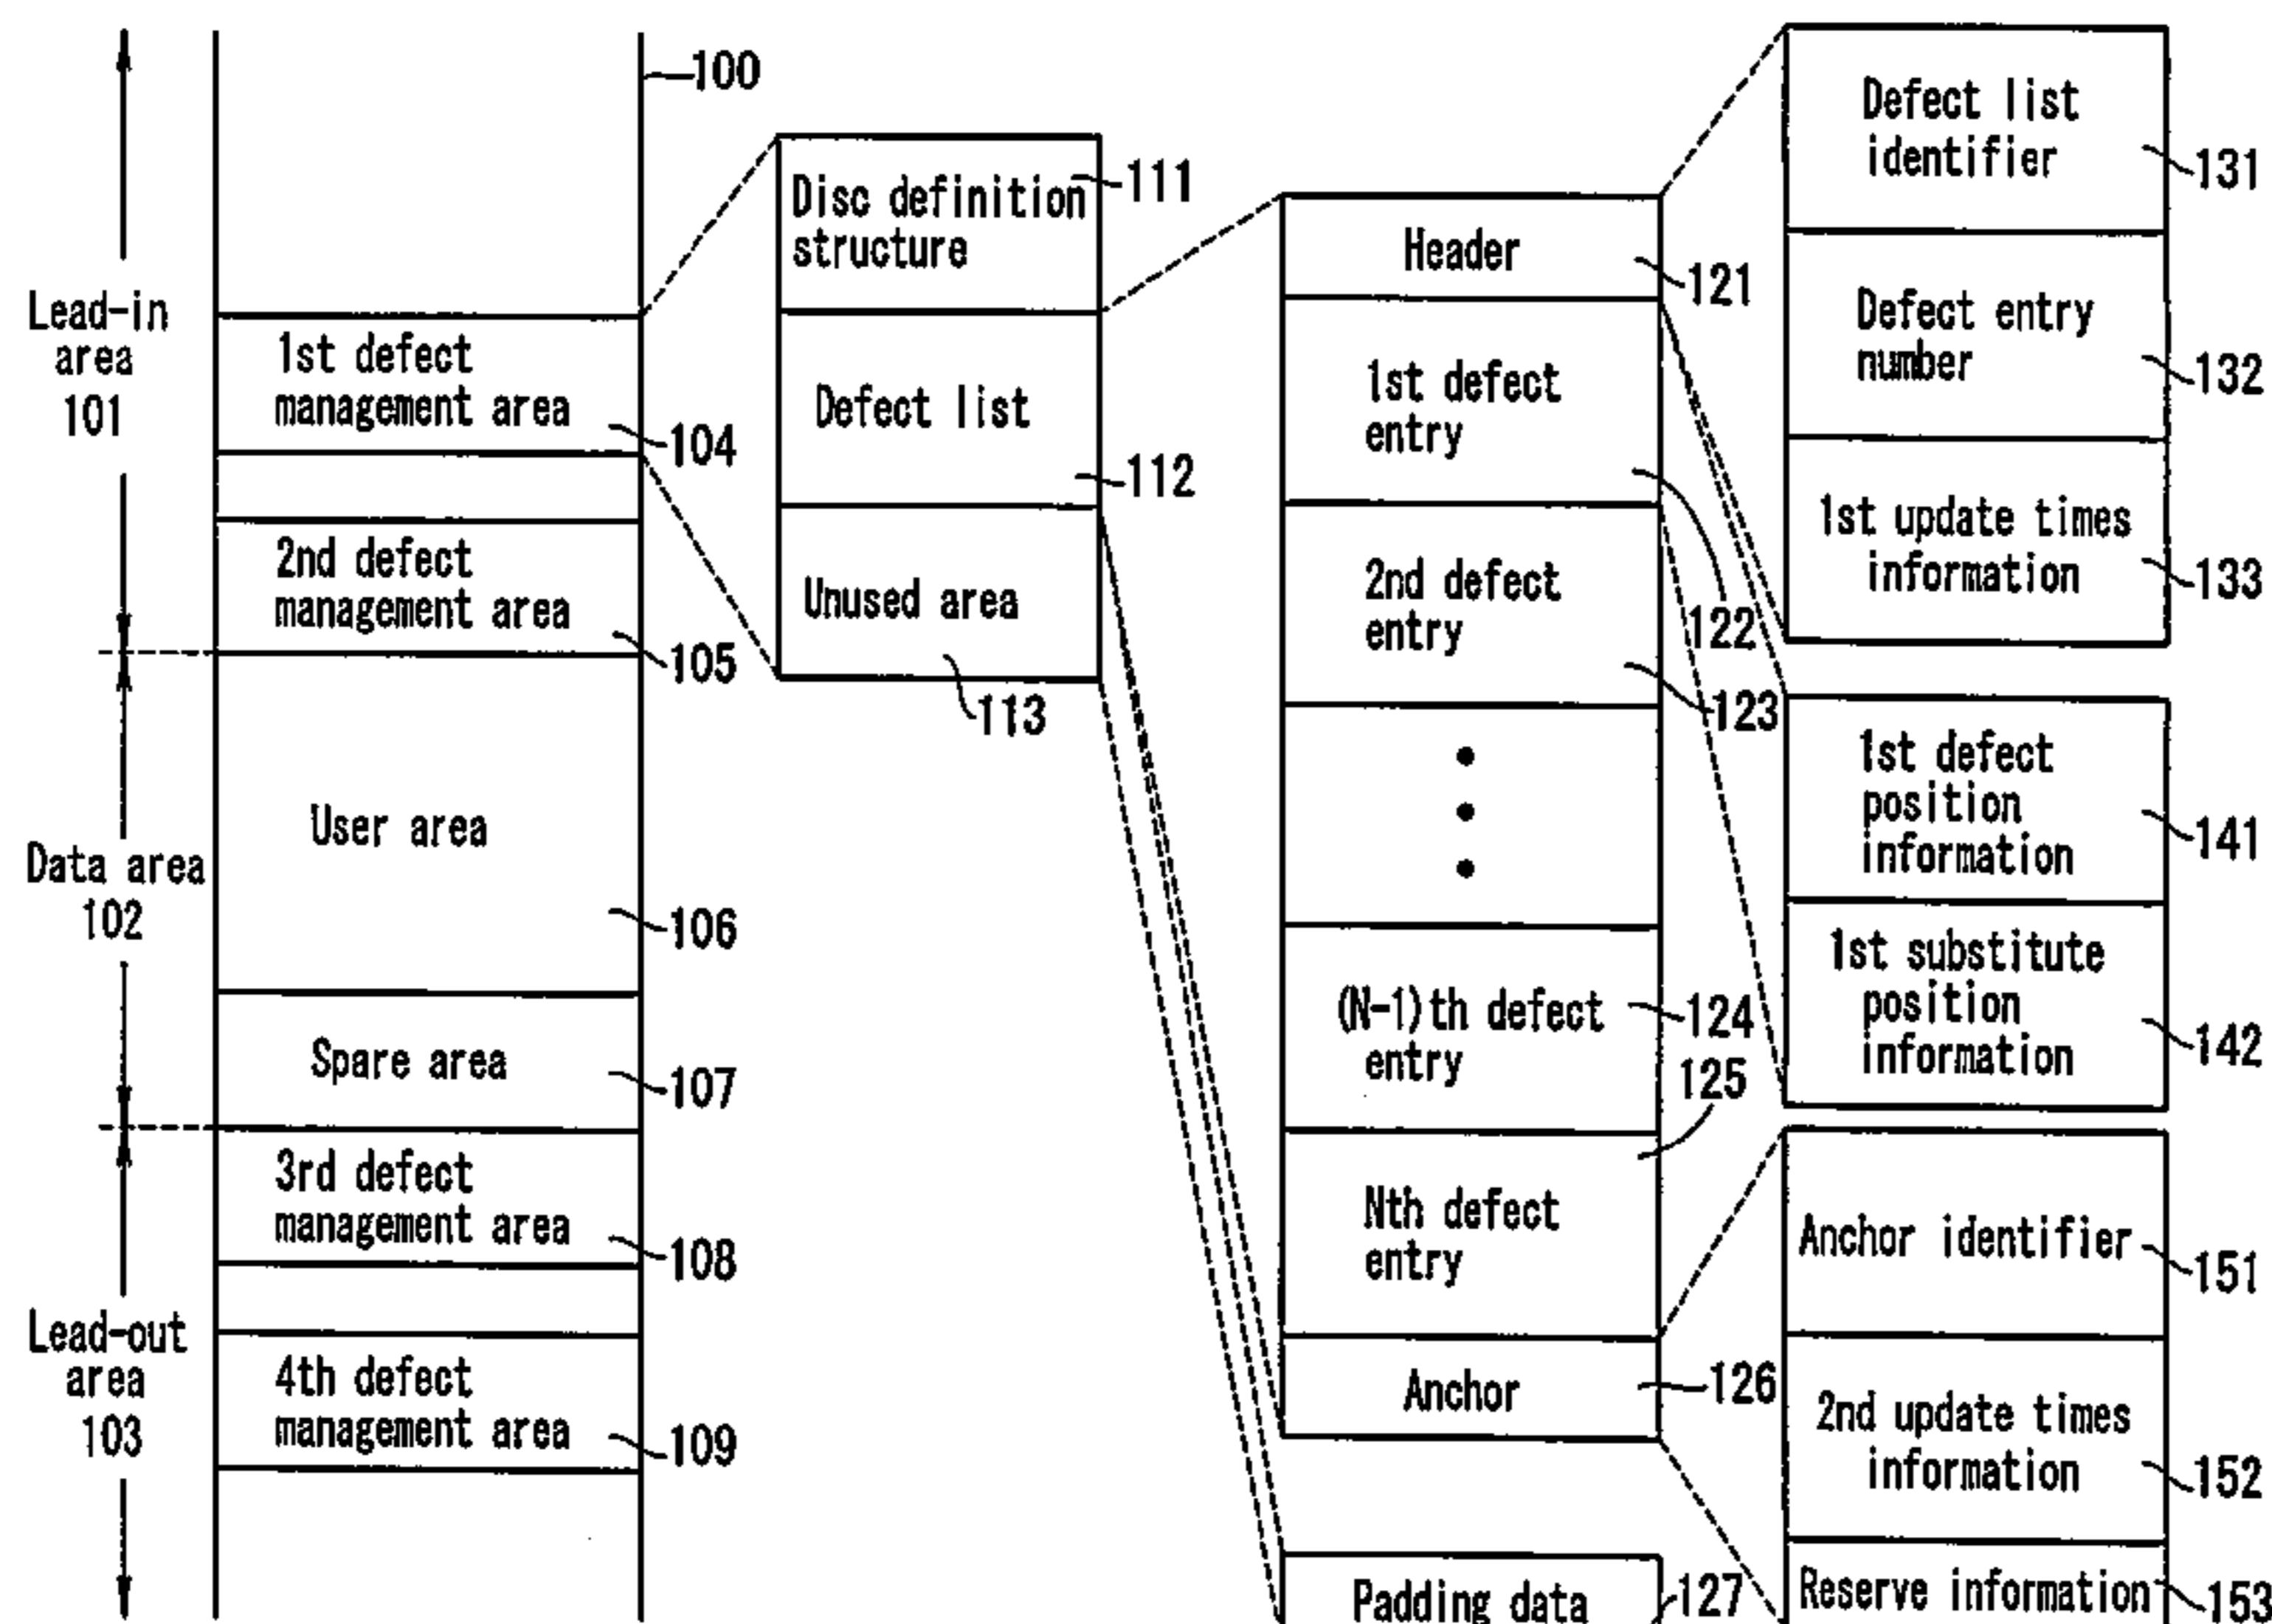 100
Lead-in
area
101
1st defect
management area
104
2nd defect
management area
105
Data area
102
User area
106
Spare area
107
Lead-out
area
103
3rd defect
management area
108
4th defect
management area
109
Disc definition
structure
111
Defect list
112
Unused area
113
Header
121
1st defect
entry
122
2nd defect
entry
123
(N-1)th defect
entry
124
125
Nth defect
entry
Anchor
126
Padding data
127
Defect list
identifier
131
Defect entry
number
132
1st update times
information
133
1st defect
position
information
141
1st substitute
position
information
142
Anchor identifier
151
2nd update times
information
152
Reserve information
153